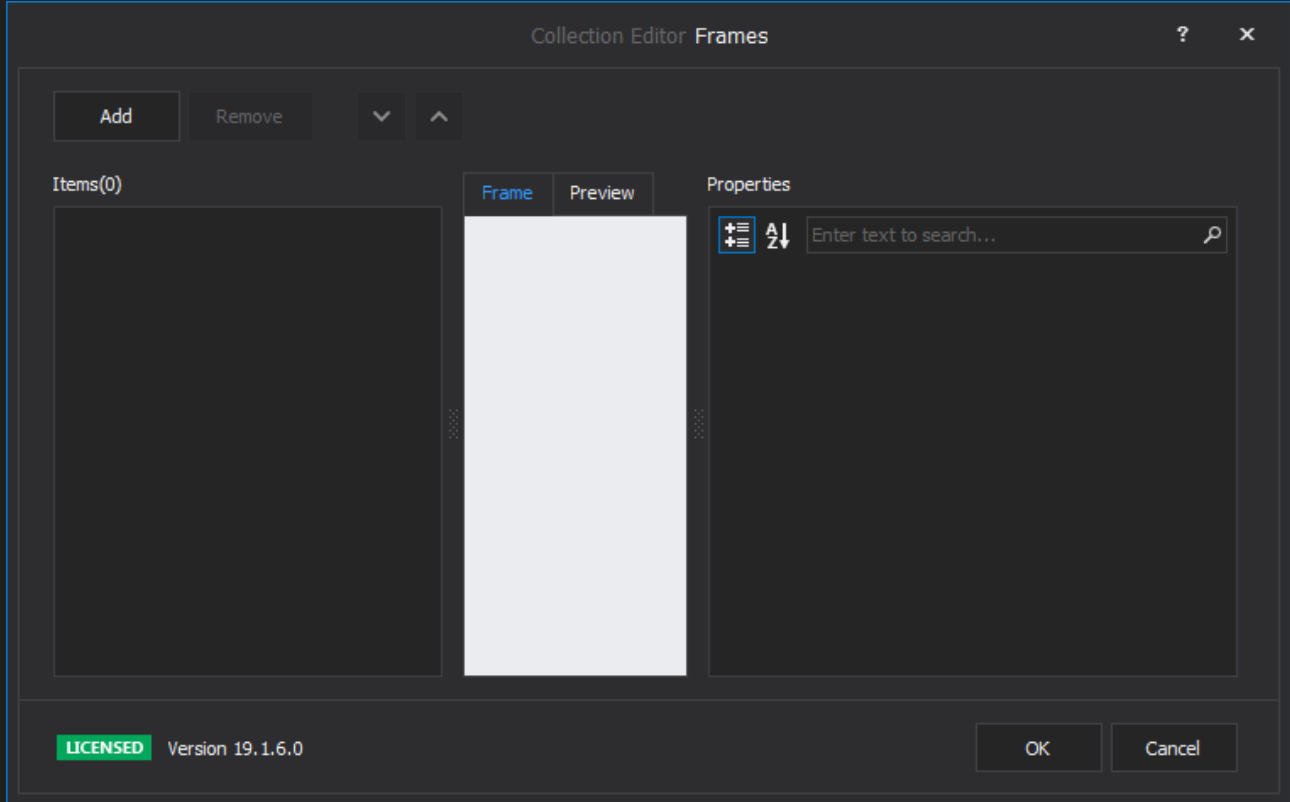 Collection Editor Frames
?
×
Add
Remove
Items(0)
Frame
Preview
Properties
A
Z
Enter text to search...
LICENSED
Version 19.1.6.0
OK
Cancel